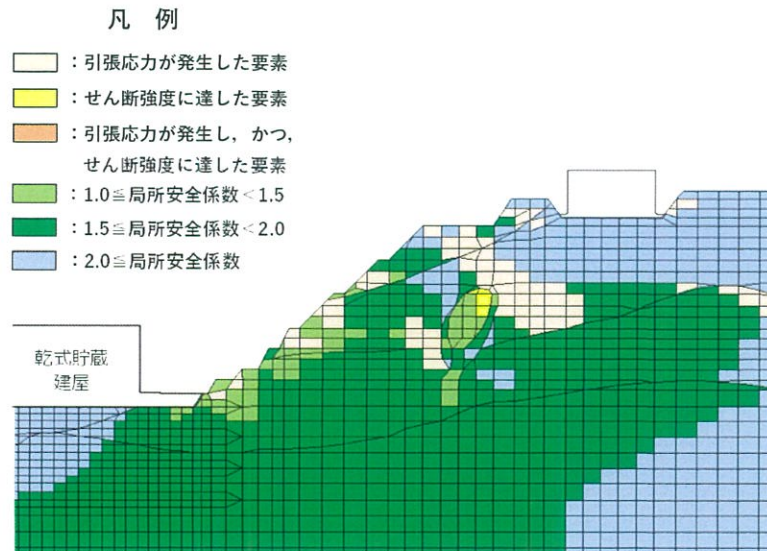 凡 例
：引張応力が発生した要素
：せん断強度に達した要素
：引張応力が発生し，かつ，
せん断強度に達した要素
：1.0≦局所安全係数＜1.5
：1.5≦局所安全係数＜2.0
：2.0≦局所安全係数
乾式貯蔵
建屋